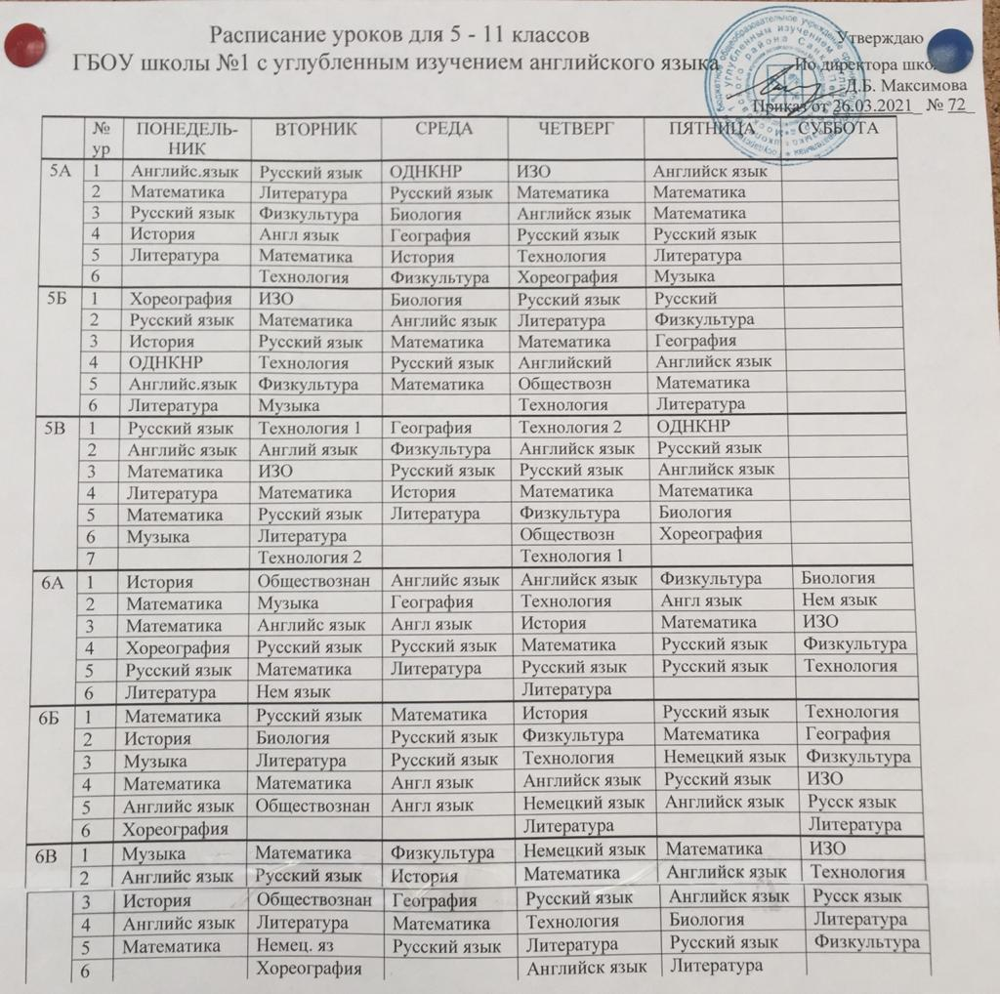 Расписание уроков для 5 - 11 классов
ГБОУ школы №1 с углубленным изучением английского языка
Утверждаю
Ио директора шко
Д.Б. Максимова
Приказ от 26.03.2021_ № 72_
№ ур ПОНЕДЕЛЬ-НИК ВТОРНИК СРЕДА ЧЕТВЕРГ ПЯТНИЦА СУББОТА
5А 1 Английс.язык Русский язык ОДНКНР ИЗО Английск язык
2 Математика Литература Русский язык Математика Математика
3 Русский язык Физкультура Биология Английск язык Математика
4 История Англ язык География Русский язык Русский язык
5 Литература Математика История Технология Литература
6 Технология Физкультура Хореография Музыка
5Б 1 Хореография ИЗО Биология Русский язык Русский
2 Русский язык Математика Английс язык Литература Физкультура
3 История Русский язык Математика Математика География
4 ОДНКНР Технология Русский язык Английский Английск язык
5 Английс.язык Физкультура Математика Обществозн Математика
6 Литература Музыка Технология Литература
5В 1 Русский язык Технология 1 География Технология 2 ОДНКНР
2 Английс язык Англий язык Физкультура Английск язык Русский язык
3 Математика ИЗО Русский язык Русский язык Английск язык
4 Литература Математика История Математика Математика
5 Математика Русский язык Литература Физкультура Биология
6 Музыка Литература Обществозн Хореография
7 Технология 2 Технология 1
6А 1 История Обществознан Английс язык Английск язык Физкультура Биология
2 Математика Музыка География Технология Англ язык Нем язык
3 Математика Английс язык Англ язык История Математика ИЗО
4 Хореография Русский язык Русский язык Математика Русский язык Физкультура
5 Русский язык Математика Литература Русский язык Русский язык Технология
6 Литература Нем язык Литература
6Б 1 Математика Русский язык Математика История Русский язык Технология
2 История Биология Русский язык Физкультура Математика География
3 Музыка Литература Русский язык Технология Немецкий язык Физкультура
4 Математика Математика Англ язык Английск язык Русский язык ИЗО
5 Английс язык Обществознан Англ язык Немецкий язык Английск язык Русск язык
6 Хореография Литература Литература
6В 1 Музыка Математика Физкультура Немецкий язык Математика ИЗО
2 Английс язык Русский язык История Математика Английск язык Технология
3 История Обществознан География Русский язык Английск язык Русск язык
4 Английс язык Литература Математика Технология Биология Литература
5 Математика Немец. яз Русский язык Литература Русский язык Физкультура
6 Хореография Английск язык Литература